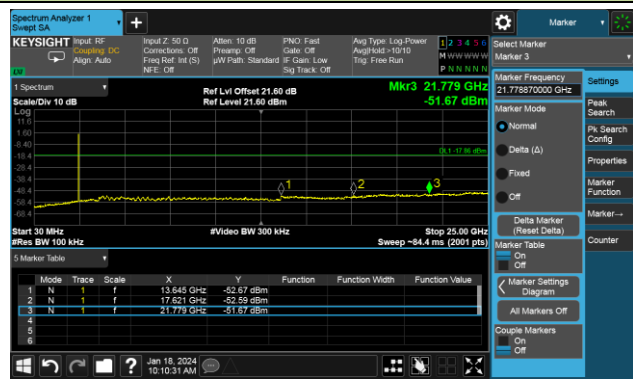 Spectrum Analyzer 1
Swept SA
Marker
KEYSIGHT
Input: RF
Coupling: DC
Align: Auto
Input Z: 50 Ω
Corrections: Off
Freq Ref: Int (S)
NFE: Off
Atten: 10 dB
Preamp: Off
µW Path: Standard
PNO: Fast
Gate: Off
IF Gain: Low
Sig Track: Off
Avg Type: Log-Power
Avg|Hold:>10/10
Trig: Free Run
1 2 3 4 5 6
M W W W W W
P N N N N N
LV
Select Marker
Marker 3
1 Spectrum
Scale/Div 10 dB
Log
Ref Lvl Offset 21.60 dB
Ref Level 21.60 dBm
Mkr3 21.779 GHz
-51.67 dBm
11.6
1.60
-8.40
-18.4
-28.4
-38.4
-48.4
-58.4
-68.4
DL1 -17.86 dBm
1
2
3
Start 30 MHz
#Res BW 100 kHz
#Video BW 300 kHz
Stop 25.00 GHz
Sweep ~84.4 ms (2001 pts)
5 Marker Table
Mode Trace Scale X Y Function Function Width Function Value
1 N 1 f 13.645 GHz -52.67 dBm
2 N 1 f 17.621 GHz -52.59 dBm
3 N 1 f 21.779 GHz -51.67 dBm
4
5
6
Marker Frequency
21.778870000 GHz
Marker Mode
Normal
Delta (Δ)
Fixed
Off
Delta Marker
(Reset Delta)
Marker Table
On
Off
Marker Settings
Diagram
All Markers Off
Couple Markers
On
Off
Settings
Peak
Search
Pk Search
Config
Properties
Marker
Function
Marker→
Counter
?
Jan 18, 2024
10:10:31 AM